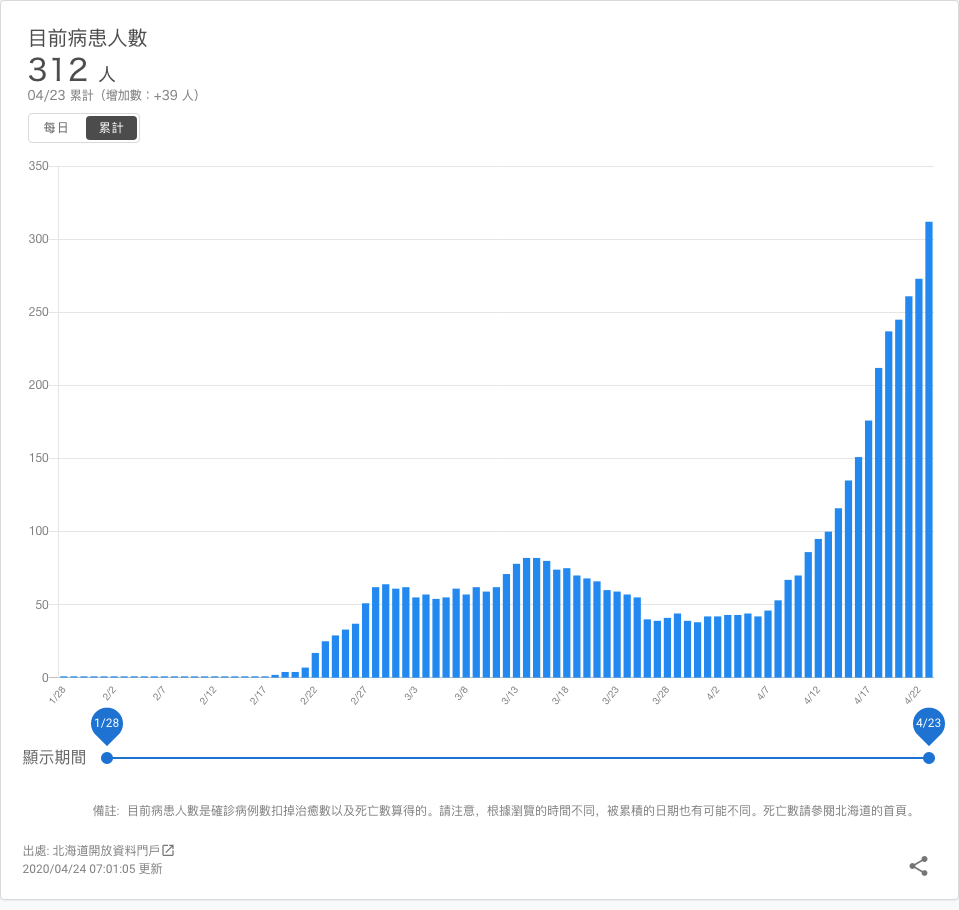 目前病患人數
312 人
04/23 累計（增加數：+39 人）
每日 累計
350
300
250
200
150
100
50
0
1/28 2/2 2/7 2/12 2/17 2/22 2/27 3/3 3/8 3/13 3/18 3/23 3/28 4/2 4/7 4/12 4/17 4/22
1/28 4/23
顯示期間
備註: 目前病患人數是確診病例數扣掉治癒數以及死亡數算得的。請注意，根據瀏覽的時間不同，被累積的日期也有可能不同。死亡數請參閱北海道的首頁。
出處: 北海道開放資料門戶
2020/04/24 07:01:05 更新